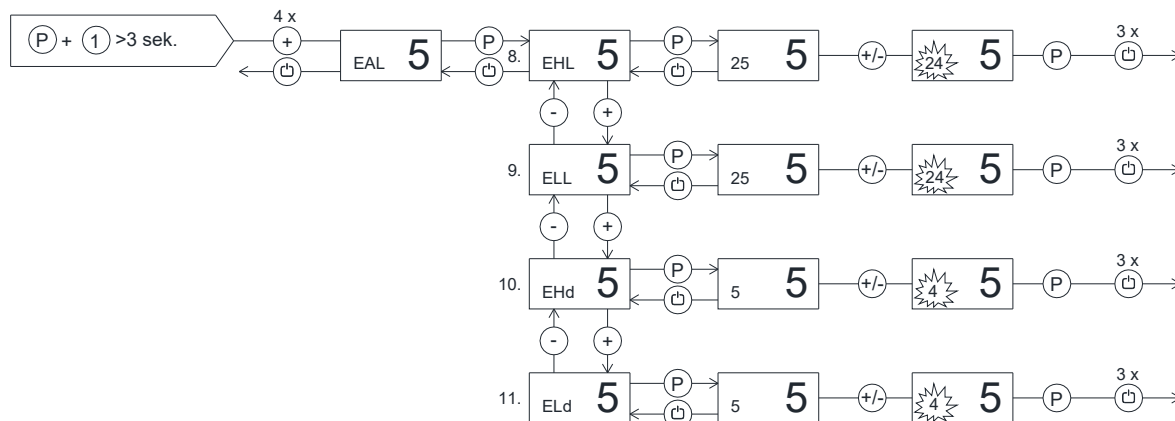 4 x
P + 1 >3 sek. + EAL 5 P 8. EHL 5 P 25 5 +/- 24 5 P 3 x
- +
9. ELL 5 P 25 5 +/- 24 5 P 3 x
- +
10. EHd 5 P 5 5 +/- 4 5 P 3 x
- +
11. ELd 5 P 5 5 +/- 4 5 P 3 x